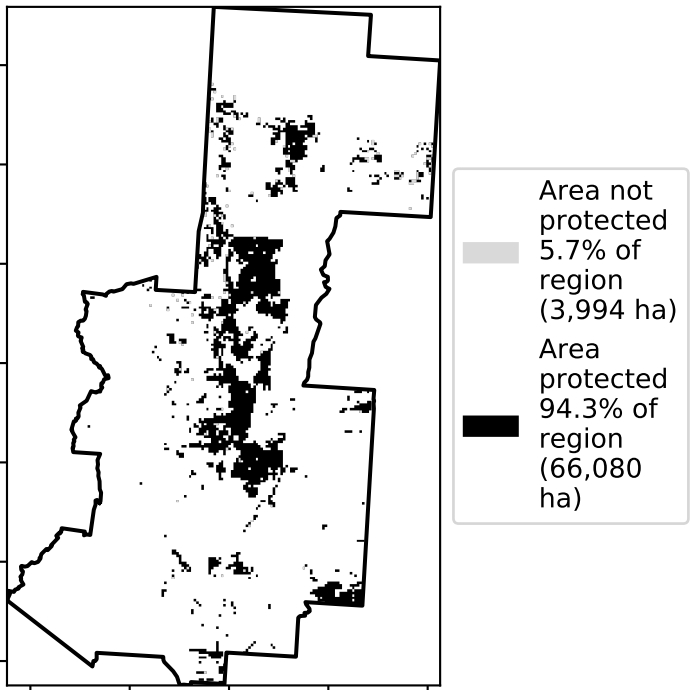 Area not
protected
5.7% of
region
(3,994 ha)
Area
protected
94.3% of
region
(66,080
ha)